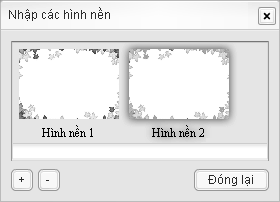 Nhập các hình nền
Hình nền 1
Hình nền 2
+
-
Đóng lại